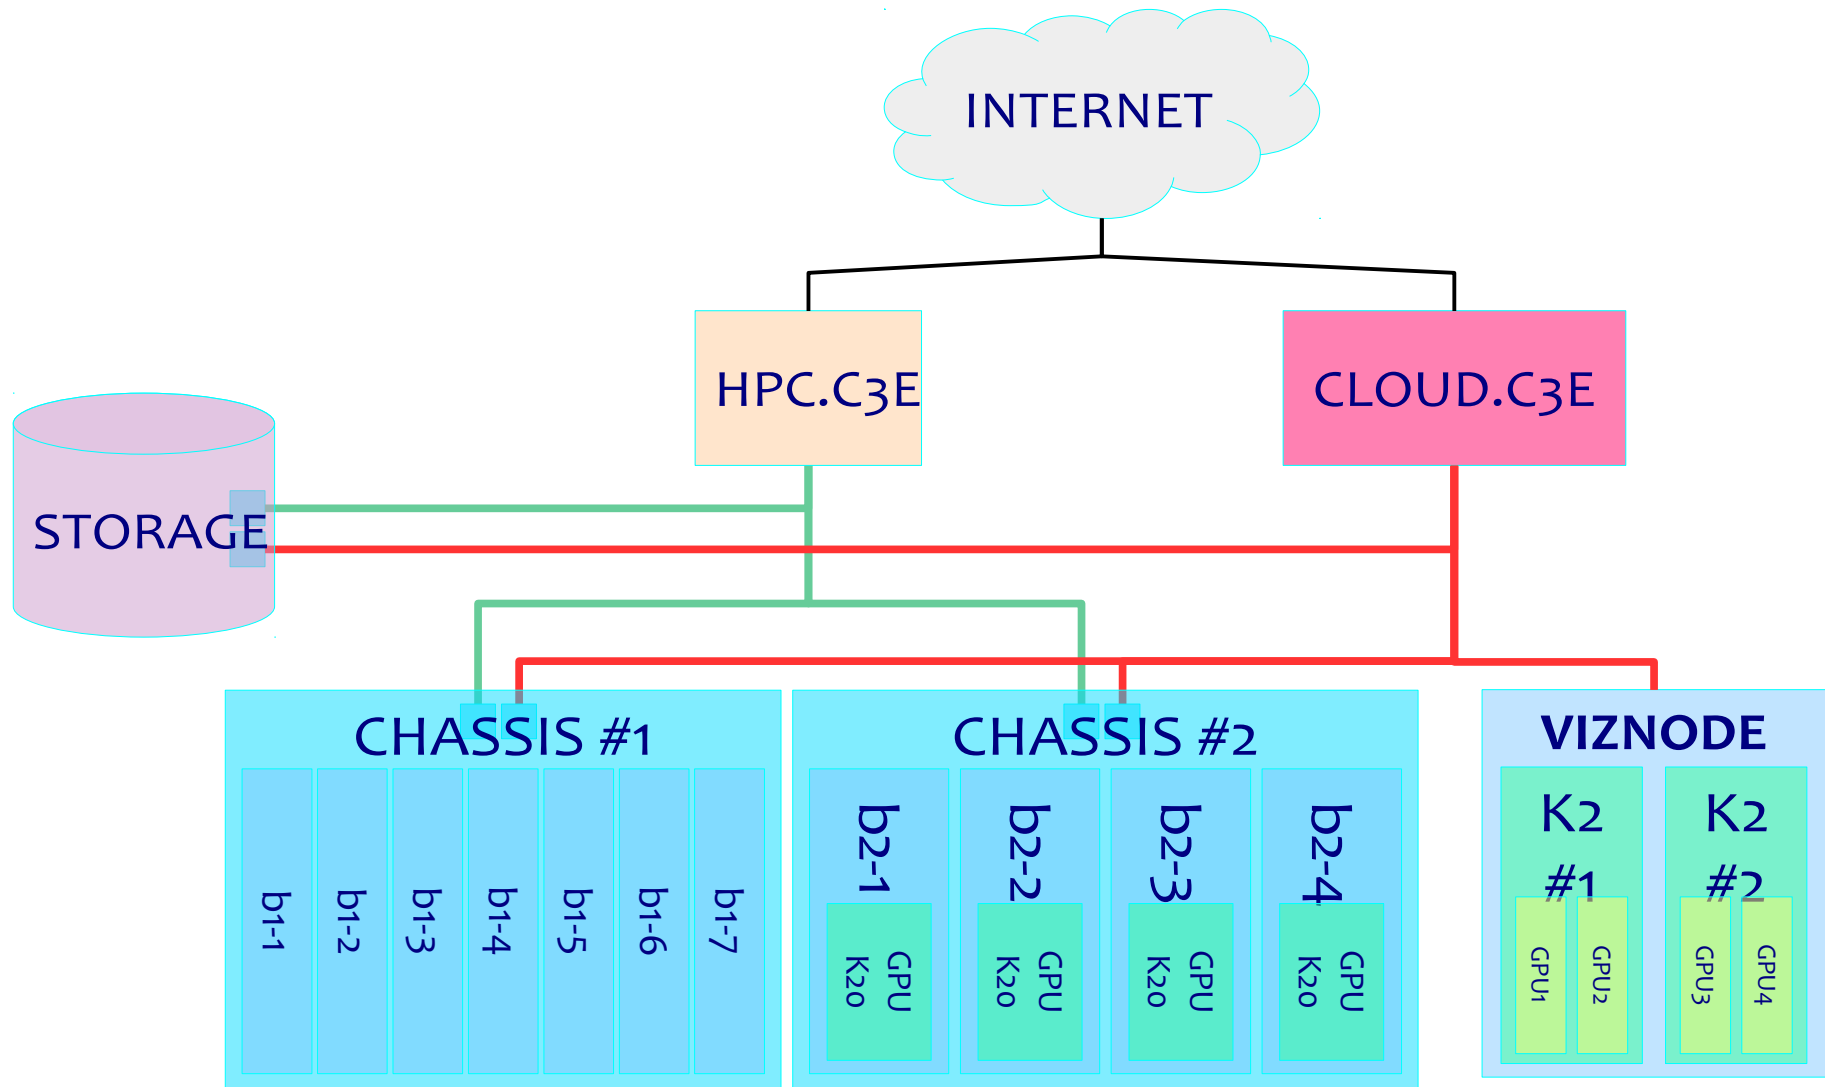 INTERNET
HPC.C3E
CLOUD.C3E
STORAGE
CHASSIS #1
b1-1
b1-2
b1-3
b1-4
b1-5
b1-6
b1-7
CHASSIS #2
b2-1
GPU
K20
b2-2
GPU
K20
b2-3
GPU
K20
b2-4
GPU
K20
VIZNODE
K2
#1
GPU1
GPU2
K2
#2
GPU3
GPU4